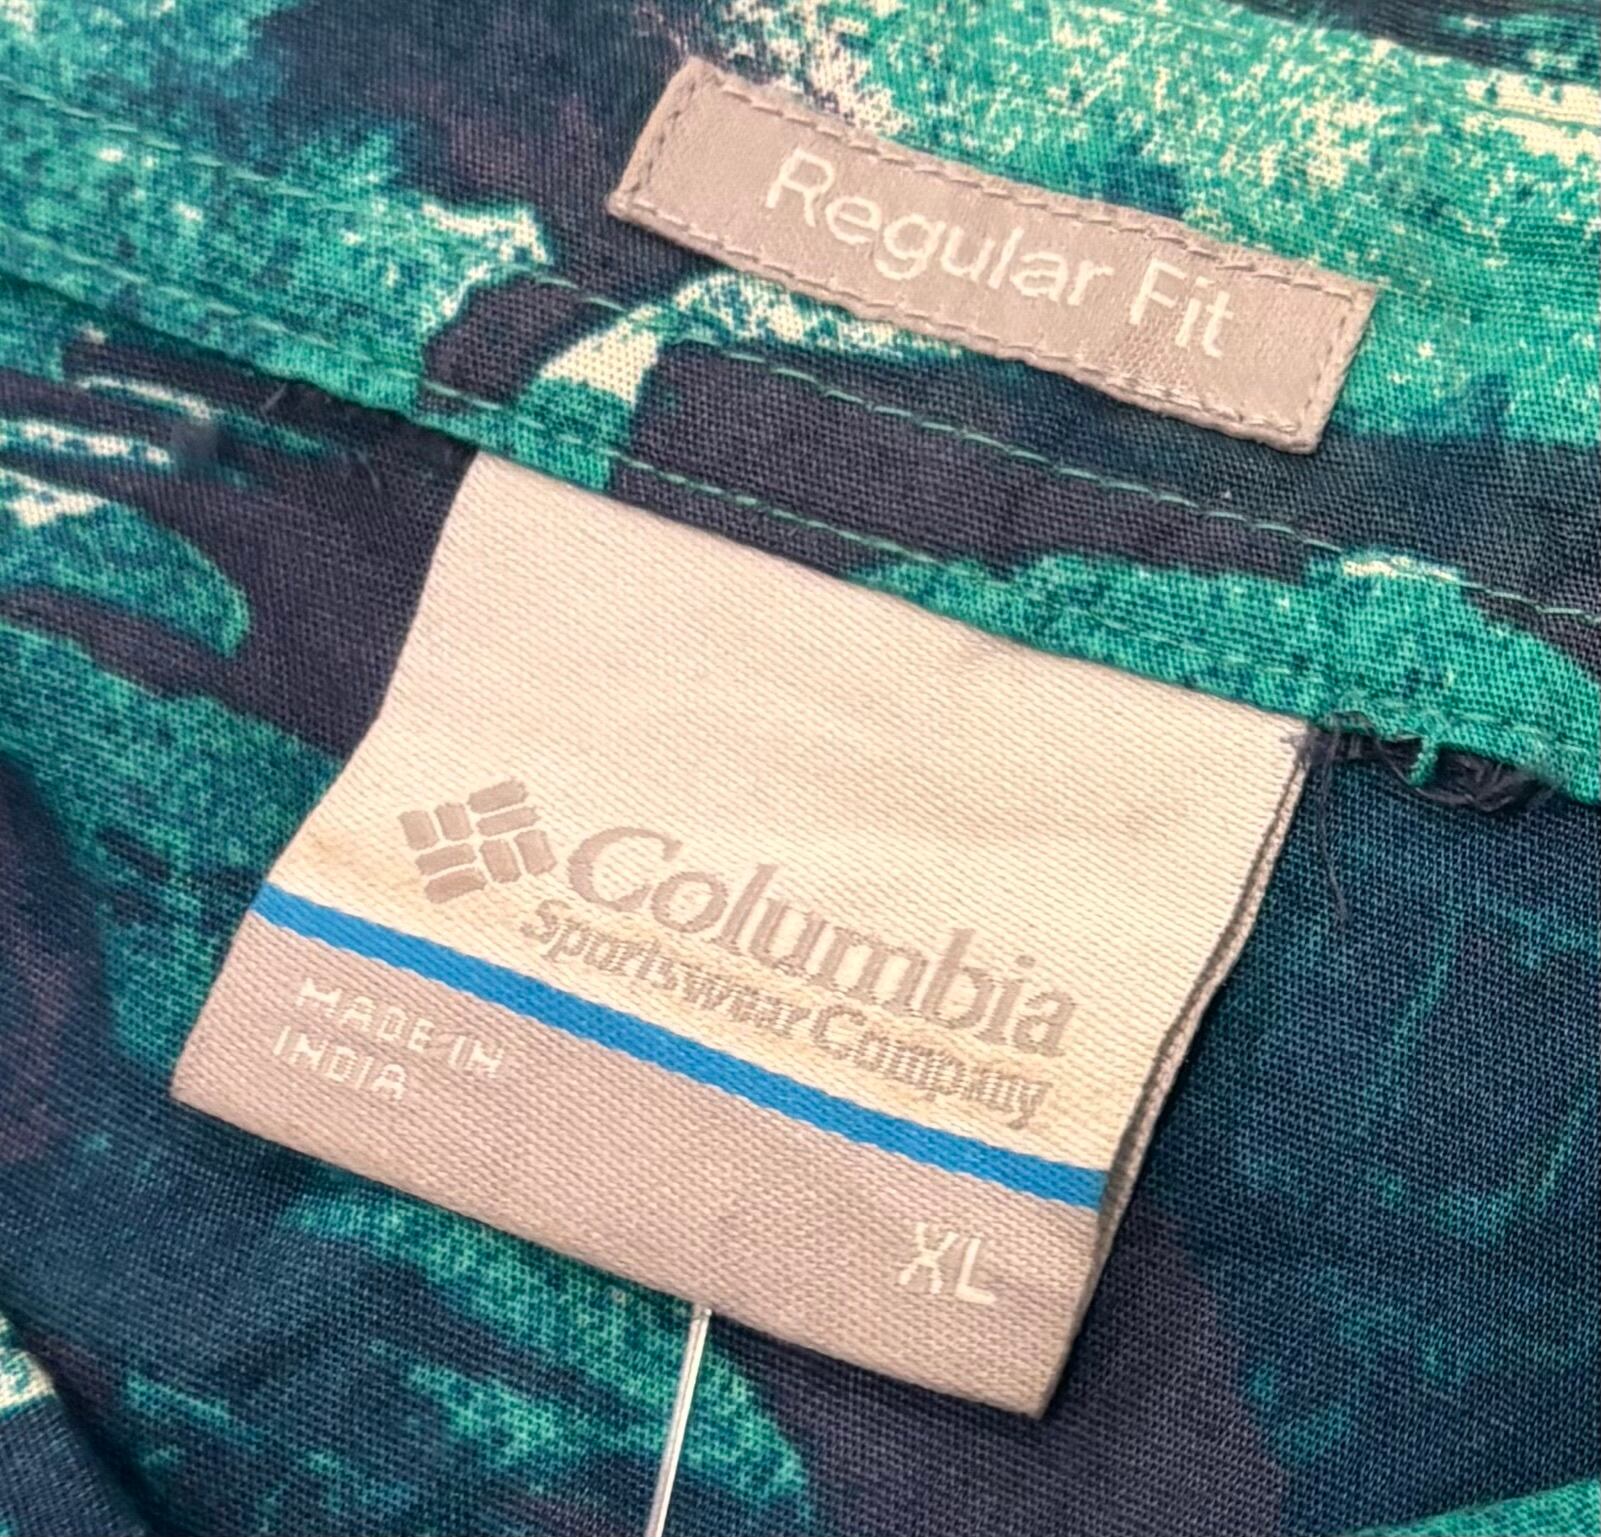 Regular Fit
Columbia
Sportswear Company
MADE IN
INDIA
XL